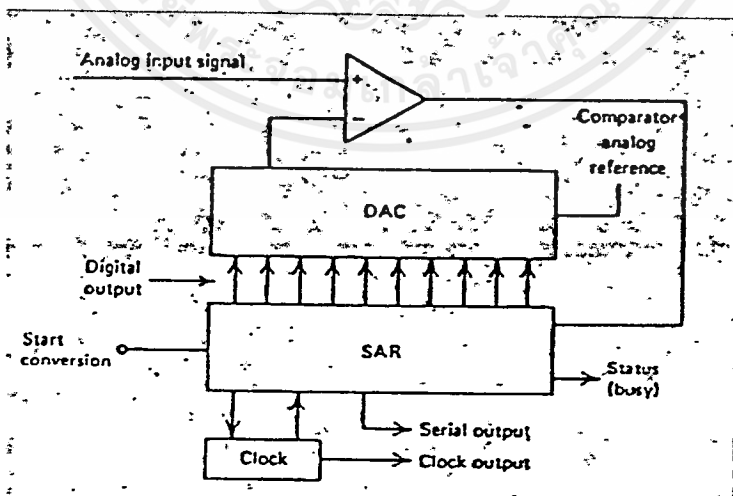 Analog input signal
+
−
Comparator
analog
reference
DAC
Digital
output
Start
conversion
SAR
Status
(busy)
Serial output
Clock
Clock output